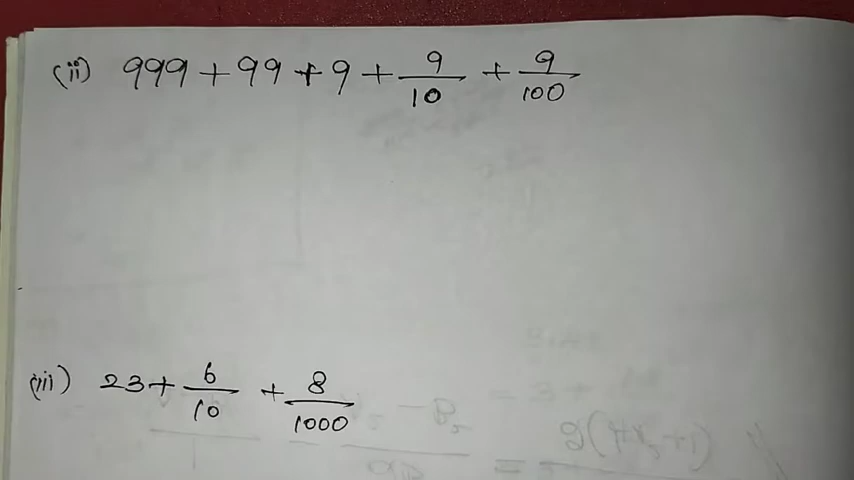 (ii) 999 + 99 + 9 + 9/10 + 9/100
(iii) 23 + 6/10 + 8/1000